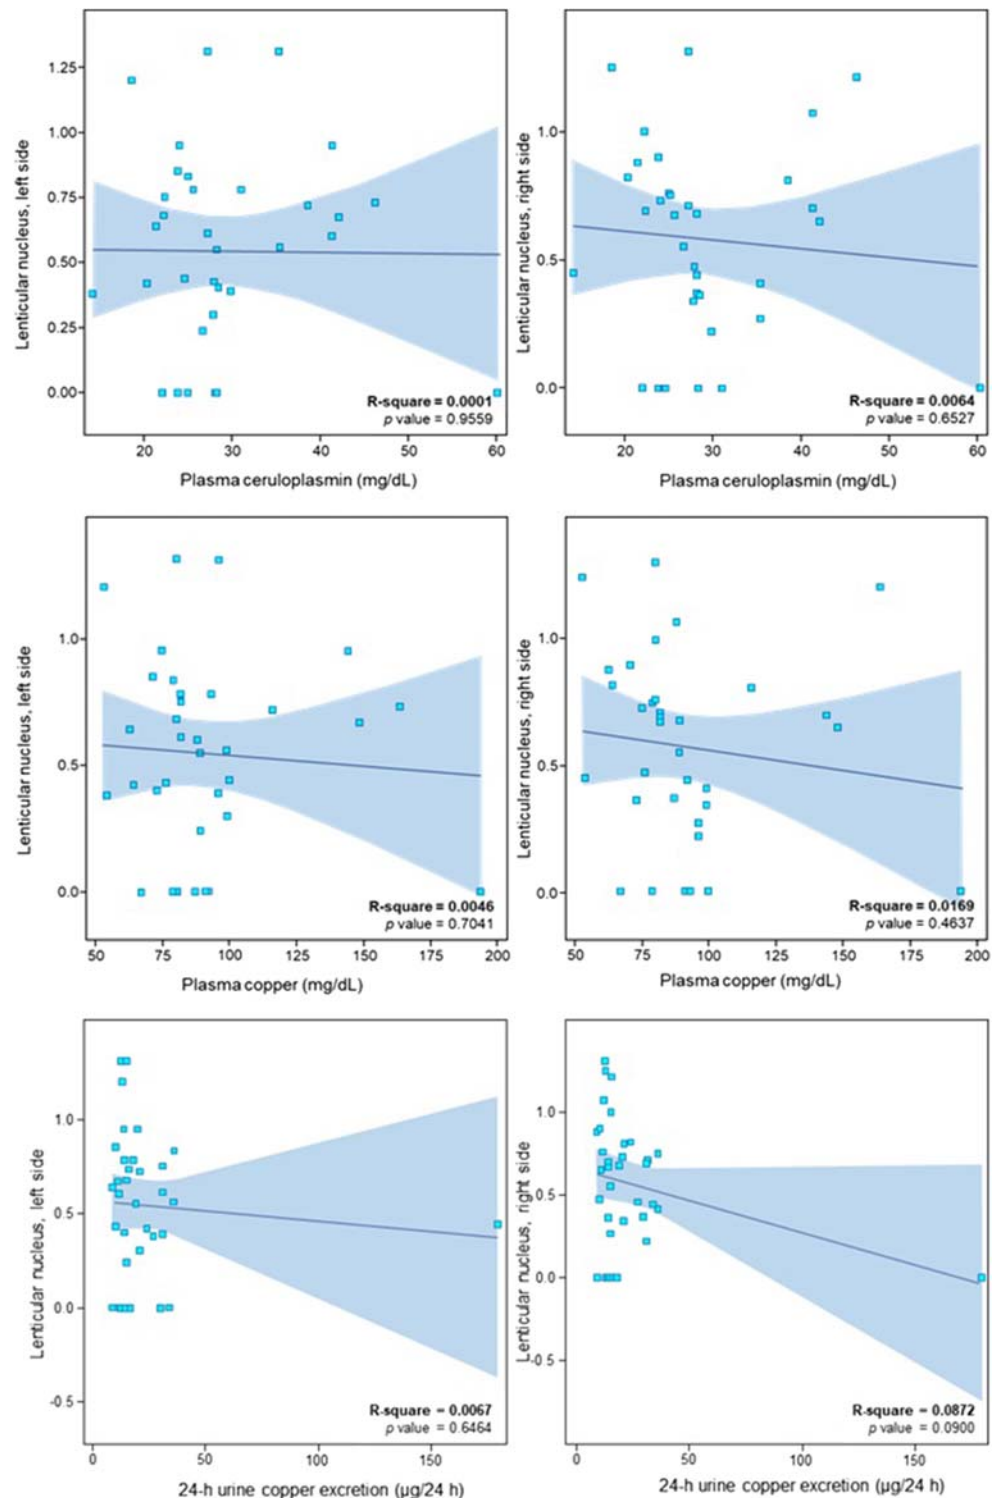 1.25
1.00
0.75
0.50
0.25
0.00
Lenticular nucleus, left side
R-square = 0.0001
p value = 0.9559
20 30 40 50 60
Plasma ceruloplasmin (mg/dL)
1.0
0.5
0.0
Lenticular nucleus, right side
R-square = 0.0064
p value = 0.6527
20 30 40 50 60
Plasma ceruloplasmin (mg/dL)
1.0
0.5
0.0
Lenticular nucleus, left side
R-square = 0.0046
p value = 0.7041
50 75 100 125 150 175 200
Plasma copper (mg/dL)
1.0
0.5
0.0
Lenticular nucleus, right side
R-square = 0.0169
p value = 0.4637
50 75 100 125 150 175 200
Plasma copper (mg/dL)
1.0
0.5
0.0
-0.5
Lenticular nucleus, left side
R-square = 0.0067
p value = 0.6464
0 50 100 150
24-h urine copper excretion (µg/24 h)
1.0
0.5
0.0
-0.5
Lenticular nucleus, right side
R-square = 0.0872
p value = 0.0900
0 50 100 150
24-h urine copper excretion (µg/24 h)